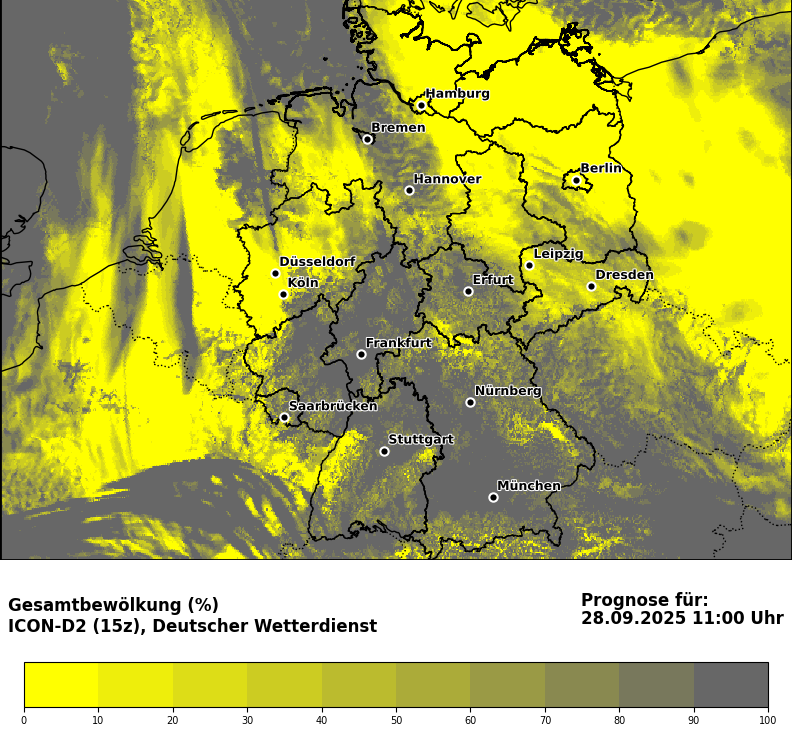 Hamburg
Bremen
Hannover
Berlin
Düsseldorf
Leipzig
Köln
Erfurt
Dresden
Frankfurt
Nürnberg
Saarbrücken
Stuttgart
München
Gesamtbewölkung (%)
ICON-D2 (15z), Deutscher Wetterdienst
Prognose für:
28.09.2025 11:00 Uhr
0 10 20 30 40 50 60 70 80 90 100